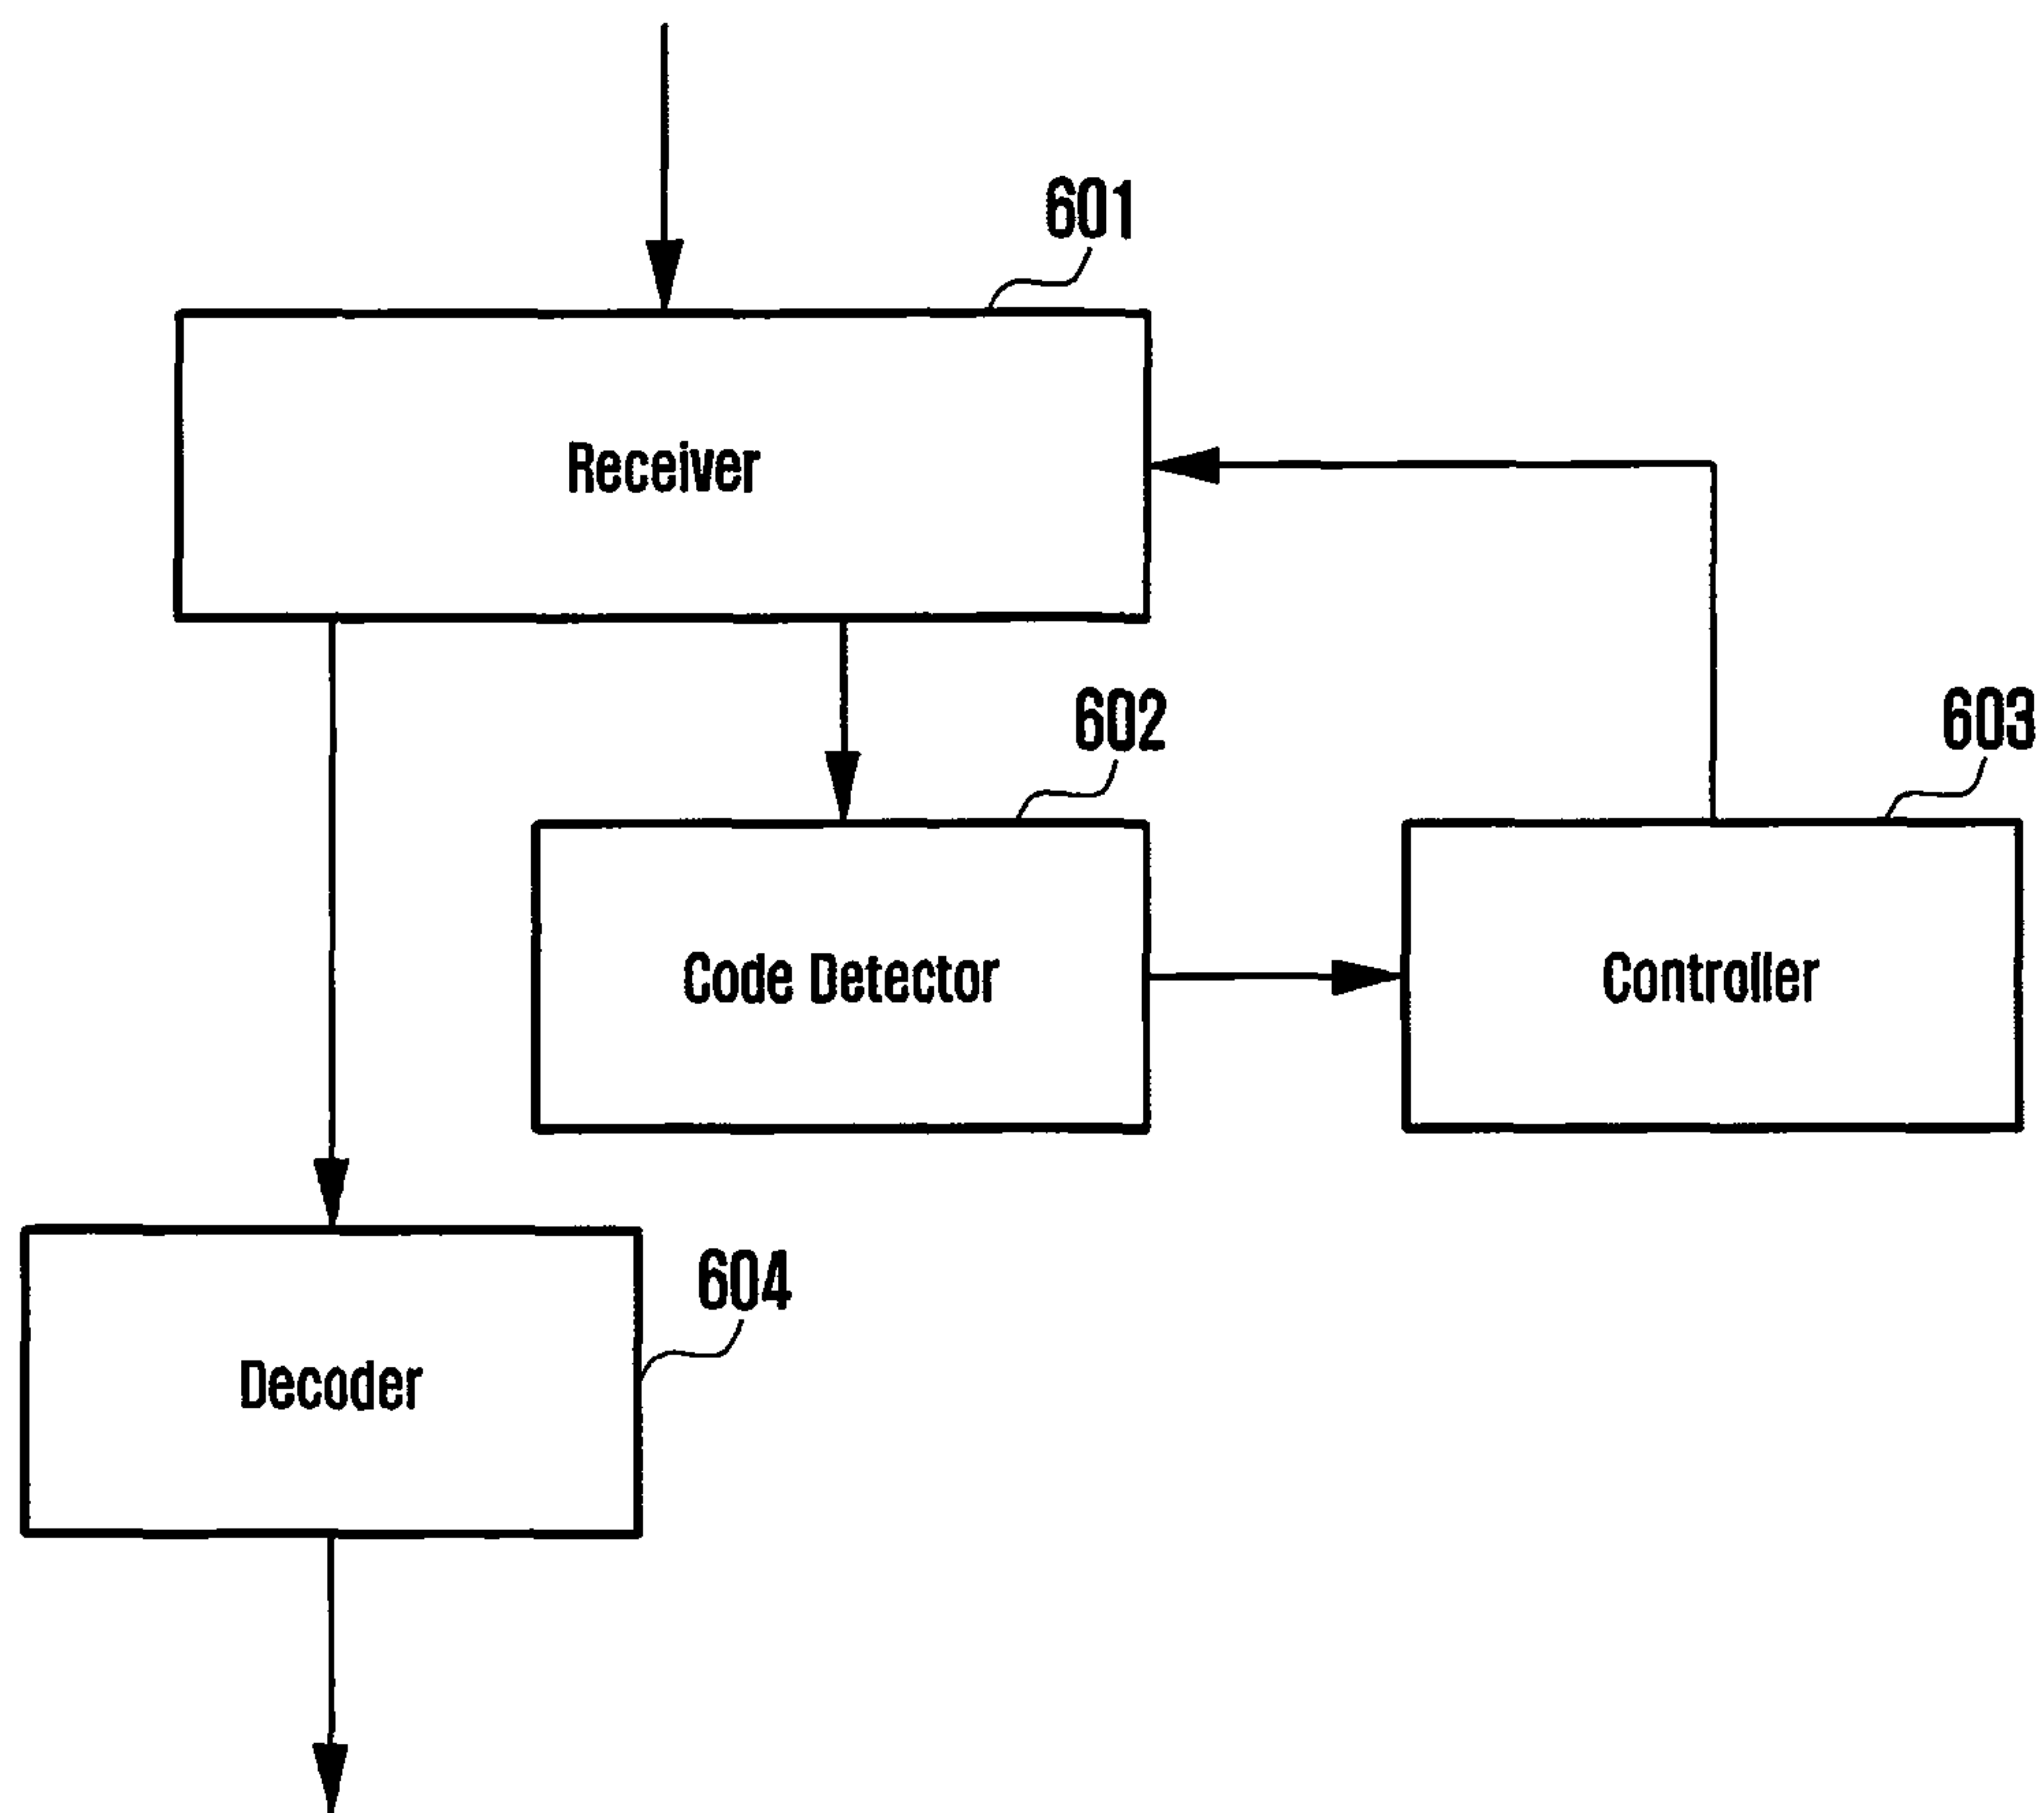 601
Receiver
602
603
Code Detector
Controller
604
Decoder